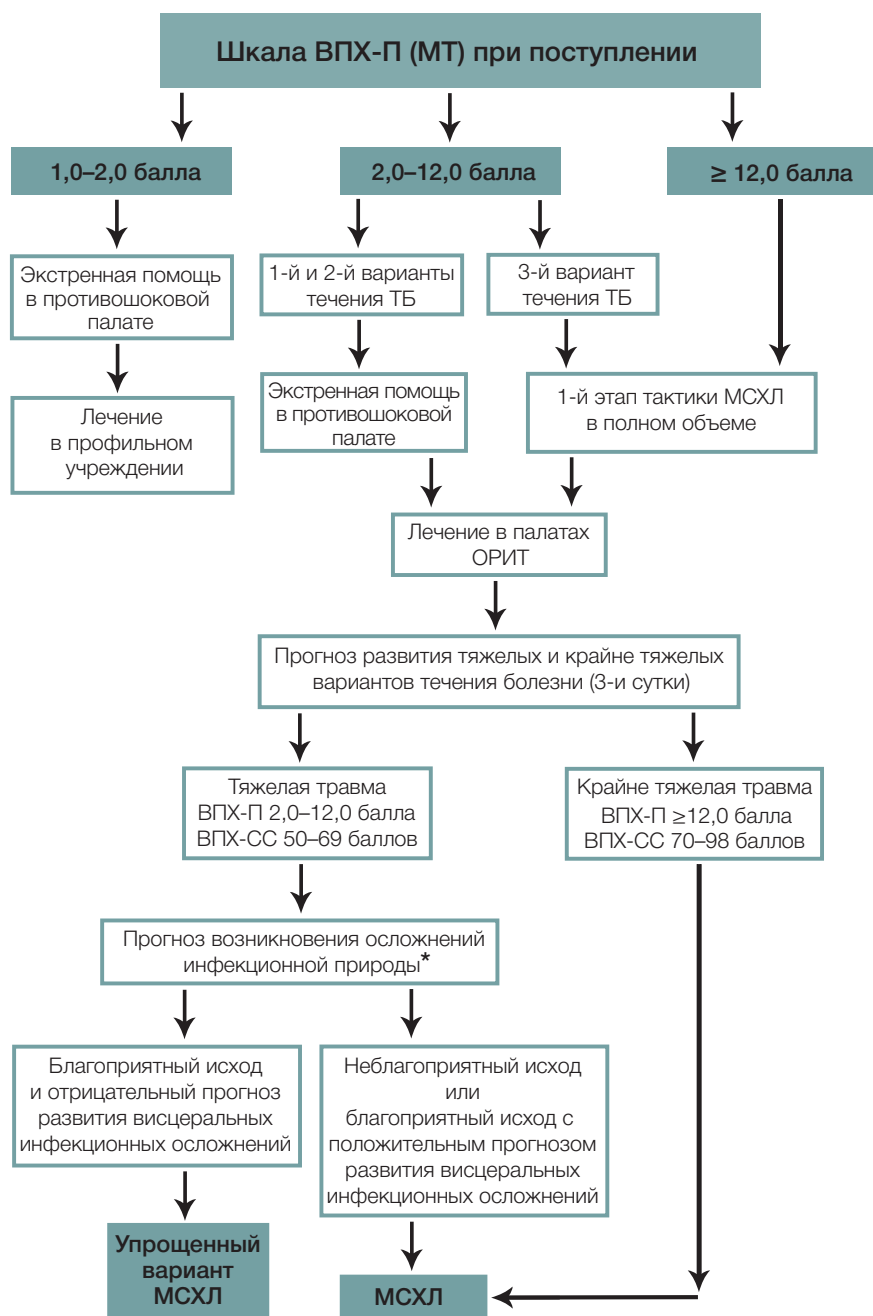 Шкала ВПХ-П (МТ) при поступлении
1,0–2,0 балла
2,0–12,0 балла
≥ 12,0 балла
Экстренная помощь
в противошоковой
палате
1-й и 2-й варианты
течения ТБ
3-й вариант
течения ТБ
Лечение
в профильном
учреждении
Экстренная помощь
в противошоковой
палате
1-й этап тактики МСХЛ
в полном объеме
Лечение в палатах
ОРИТ
Прогноз развития тяжелых и крайне тяжелых
вариантов течения болезни (3-и сутки)
Тяжелая травма
ВПХ-П 2,0–12,0 балла
ВПХ-СС 50–69 баллов
Крайне тяжелая травма
ВПХ-П ≥12,0 балла
ВПХ-СС 70–98 баллов
Прогноз возникновения осложнений
инфекционной природы*
Благоприятный исход
и отрицательный прогноз
развития висцеральных
инфекционных осложнений
Неблагоприятный исход
или
благоприятный исход с
положительным прогнозом
развития висцеральных
инфекционных осложнений
Упрощенный
вариант
МСХЛ
МСХЛ